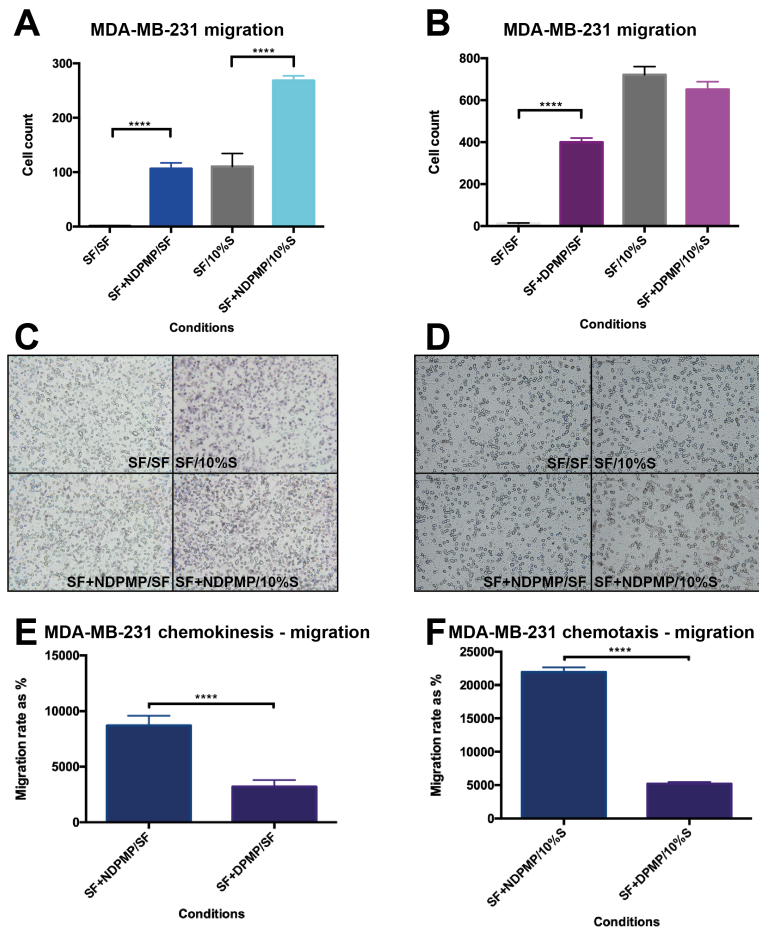 A
MDA-MB-231 migration
Cell count
300
200
100
0
****
****
SF/SF
SF+NDPMP/SF
SF/10%S
SF+NDPMP/10%S
Conditions
B
MDA-MB-231 migration
Cell count
800
600
400
200
0
****
SF/SF
SF+DPMP/SF
SF/10%S
SF+DPMP/10%S
Conditions
C
SF/SF
SF/10%S
SF+NDPMP/SF
SF+NDPMP/10%S
D
SF/SF
SF/10%S
SF+NDPMP/SF
SF+NDPMP/10%S
E
MDA-MB-231 chemokinesis - migration
Migration rate as %
15000
10000
5000
0
****
SF+NDPMP/SF
SF+DPMP/SF
Conditions
F
MDA-MB-231 chemotaxis - migration
Migration rate as %
25000
20000
15000
10000
5000
0
****
SF+NDPMP/10%S
SF+DPMP/10%S
Conditions